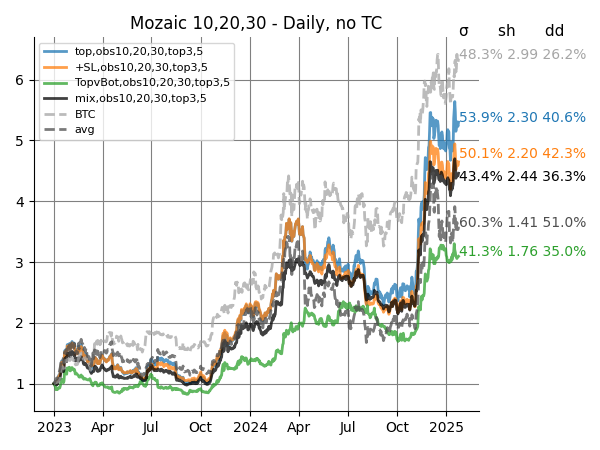 Mozaic 10,20,30 - Daily, no TC
σ sh dd
top,obs10,20,30,top3,5
+SL,obs10,20,30,top3,5
TopvBot,obs10,20,30,top3,5
mix,obs10,20,30,top3,5
BTC
avg
48.3% 2.99 26.2%
53.9% 2.30 40.6%
50.1% 2.20 42.3%
43.4% 2.44 36.3%
60.3% 1.41 51.0%
41.3% 1.76 35.0%
6
5
4
3
2
1
2023 Apr Jul Oct 2024 Apr Jul Oct 2025